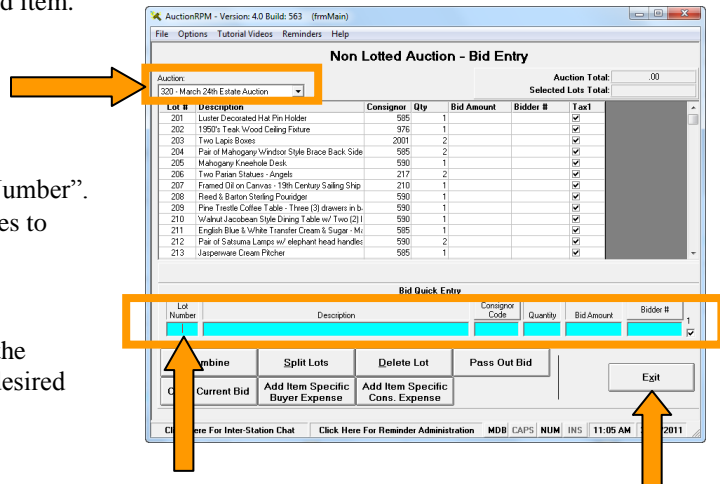 d item.
Number”.
es to
the
desired
AuctionRPM - Version: 4.0 Build: 563 (frmMain)
File Options Tutorial Videos Reminders Help
Non Lotted Auction - Bid Entry
Auction:
320 - March 24th Estate Auction
Auction Total: .00
Selected Lots Total:
Lot # Description Consignor Qty Bid Amount Bidder # Tax1
201 Luster Decorated Hat Pin Holder 585 1
202 1950's Teak Wood Ceiling Fixture 976 1
203 Two Lapis Boxes 2001 2
204 Pair of Mahogany Windsor Style Brace Back Side 585 2
205 Mahogany Kneehole Desk 590 1
206 Two Parian Statues - Angels 217 2
207 Framed Oil on Canvas - 19th Century Sailing Ship 210 1
208 Reed & Barton Sterling Pouridger 590 1
209 Pine Trestle Coffee Table - Three (3) drawers in b 590 1
210 Walnut Jacobean Style Dining Table w/ Two (2) l 590 1
211 English Blue & White Transfer Cream & Sugar - Ma 585 1
212 Pair of Satsuma Lamps w/ elephant head handles 590 2
213 Jasperware Cream Pitcher 585 1
Bid Quick Entry
Lot Number Description Consignor Code Quantity Bid Amount Bidder # 1
mbine Split Lots Delete Lot Pass Out Bid
Exit
C Current Bid Add Item Specific Buyer Expense Add Item Specific Cons. Expense
Cl ere For Inter-Station Chat Click Here For Reminder Administration MDB CAPS NUM INS 11:05 AM 2011